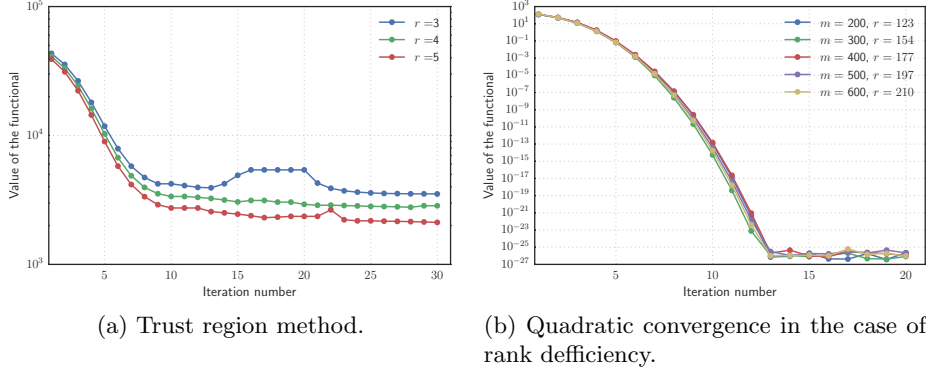 10^5
10^4
10^3
Value of the functional
5
10
15
20
25
30
Iteration number
r =3
r =4
r =5
(a) Trust region method.
10^3
10^1
10^-1
10^-3
10^-5
10^-7
10^-9
10^-11
10^-13
10^-15
10^-17
10^-19
10^-21
10^-23
10^-25
10^-27
Value of the functional
5
10
15
20
Iteration number
m = 200, r = 123
m = 300, r = 154
m = 400, r = 177
m = 500, r = 197
m = 600, r = 210
(b) Quadratic convergence in the case of
rank defficiency.